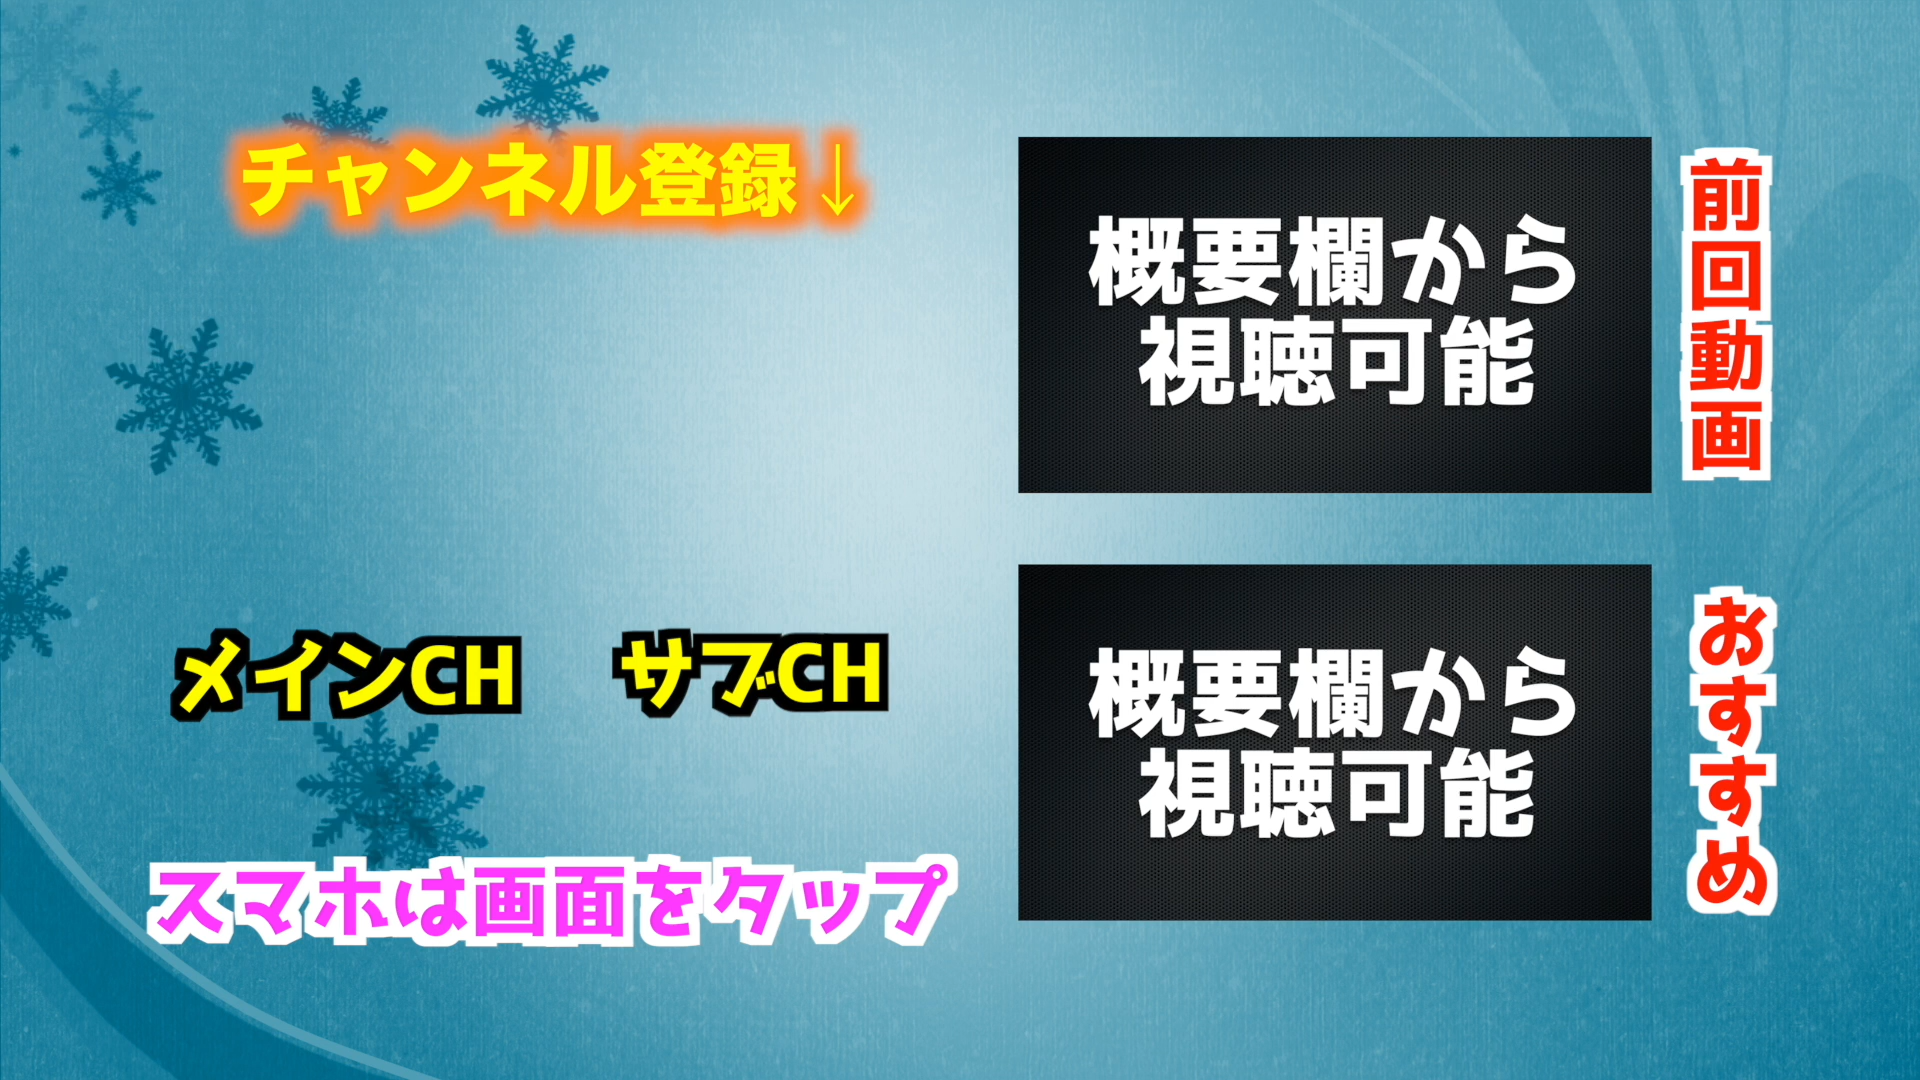 チャンネル登録↓
メインCH
サブCH
スマホは画面をタップ
概要欄から
視聴可能
前回動画
概要欄から
視聴可能
おすすめ